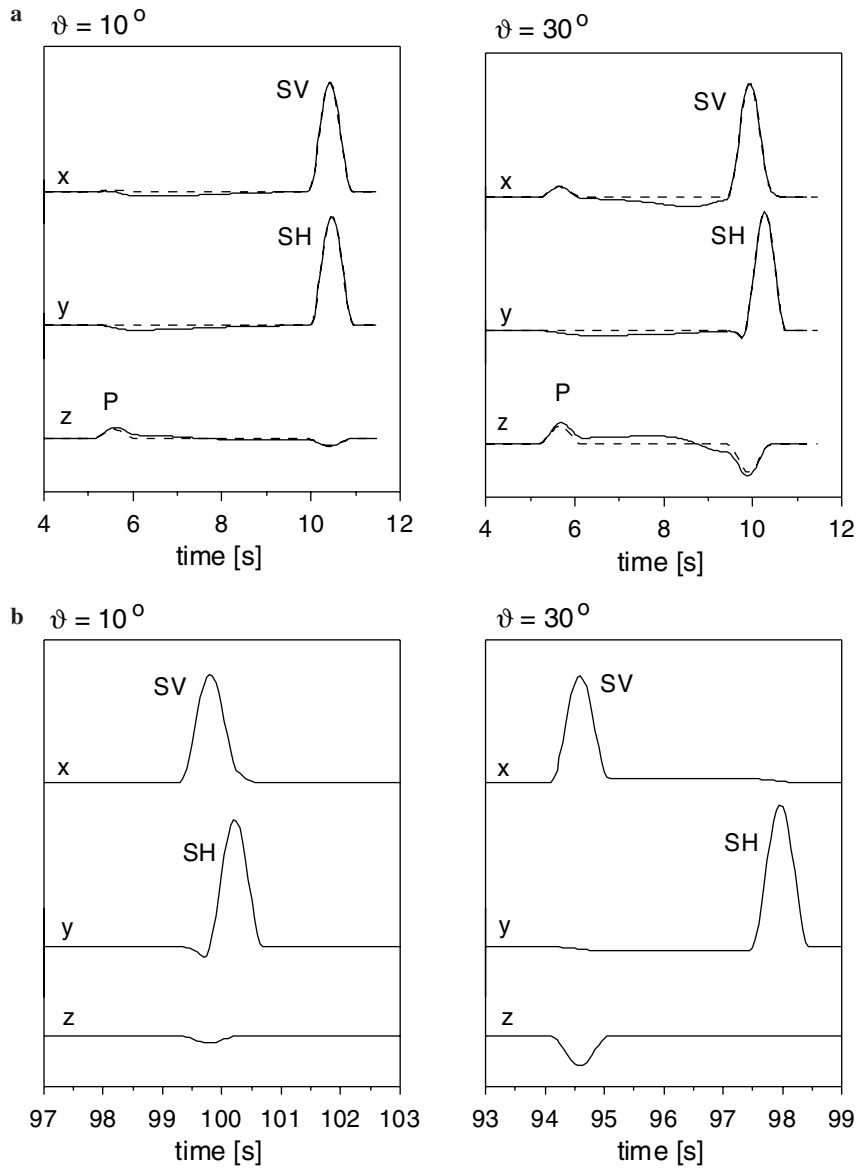 a
ϑ = 10°
SV
x
SH
y
P
z
4 6 8 10 12
time [s]
ϑ = 30°
SV
x
SH
y
P
z
4 6 8 10 12
time [s]
b
ϑ = 10°
SV
x
SH
y
z
97 98 99 100 101 102 103
time [s]
ϑ = 30°
SV
x
SH
y
z
93 94 95 96 97 98 99
time [s]